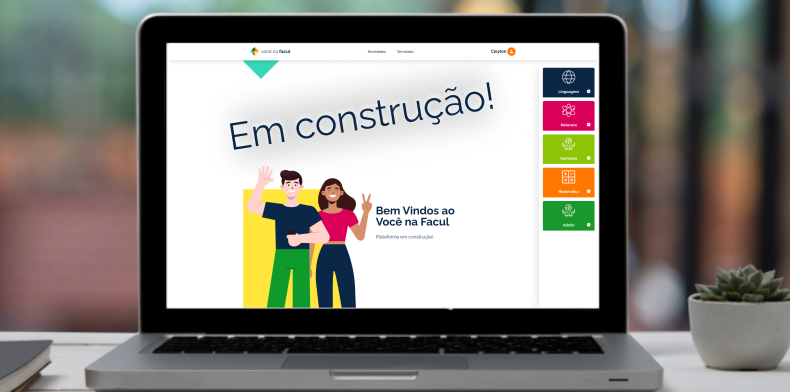 você na facul
Novidades
Simulado
Cleyton
Em construção!
Bem Vindos ao
Você na Facul
Plataforma em construção!
Linguagens
Natureza
Humanas
Matemática
Admin